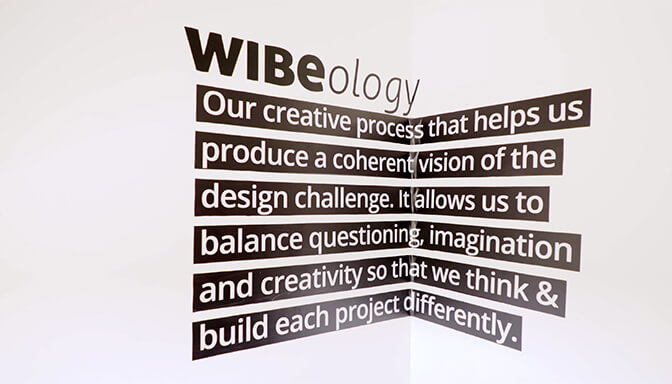 WIBeology
Our creative process that helps us
produce a coherent vision of the
design challenge. It allows us to
balance questioning, imagination
and creativity so that we think &
build each project differently.